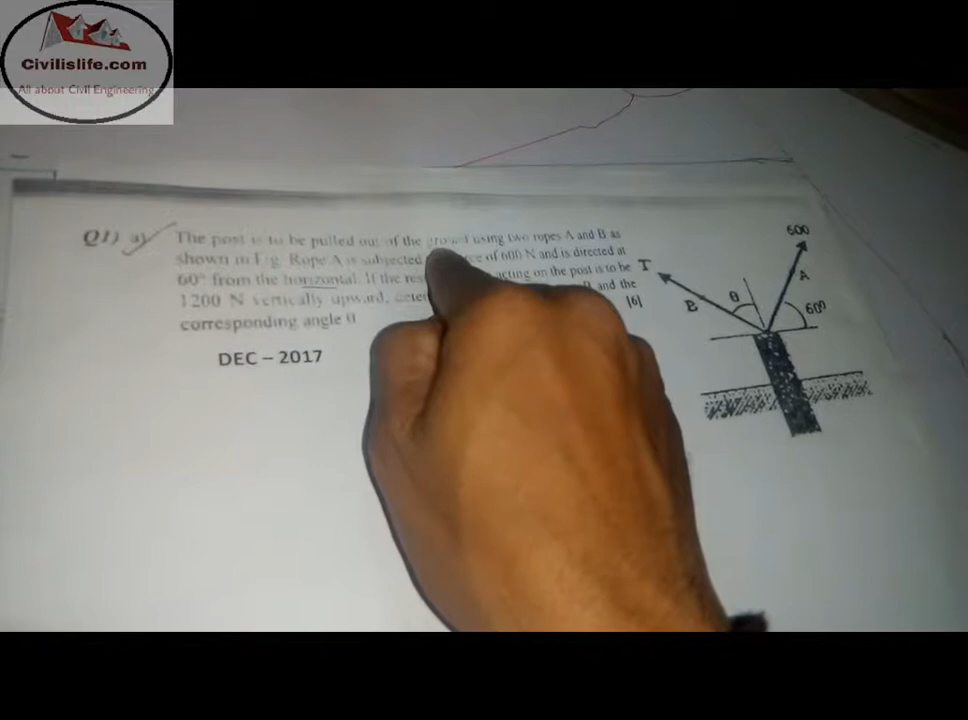 Civilislife.com
All about Civil Engineering
Q1) a) The post is to be pulled out of the ground using two ropes A and B as
shown in Fig. Rope A is subjected of 600 N and is directed at
60° from the horizontal. If the acting on the post is to be
1200 N vertically upward, and the
corresponding angle θ [6]
DEC – 2017
600
T
A
B
θ
60⁰